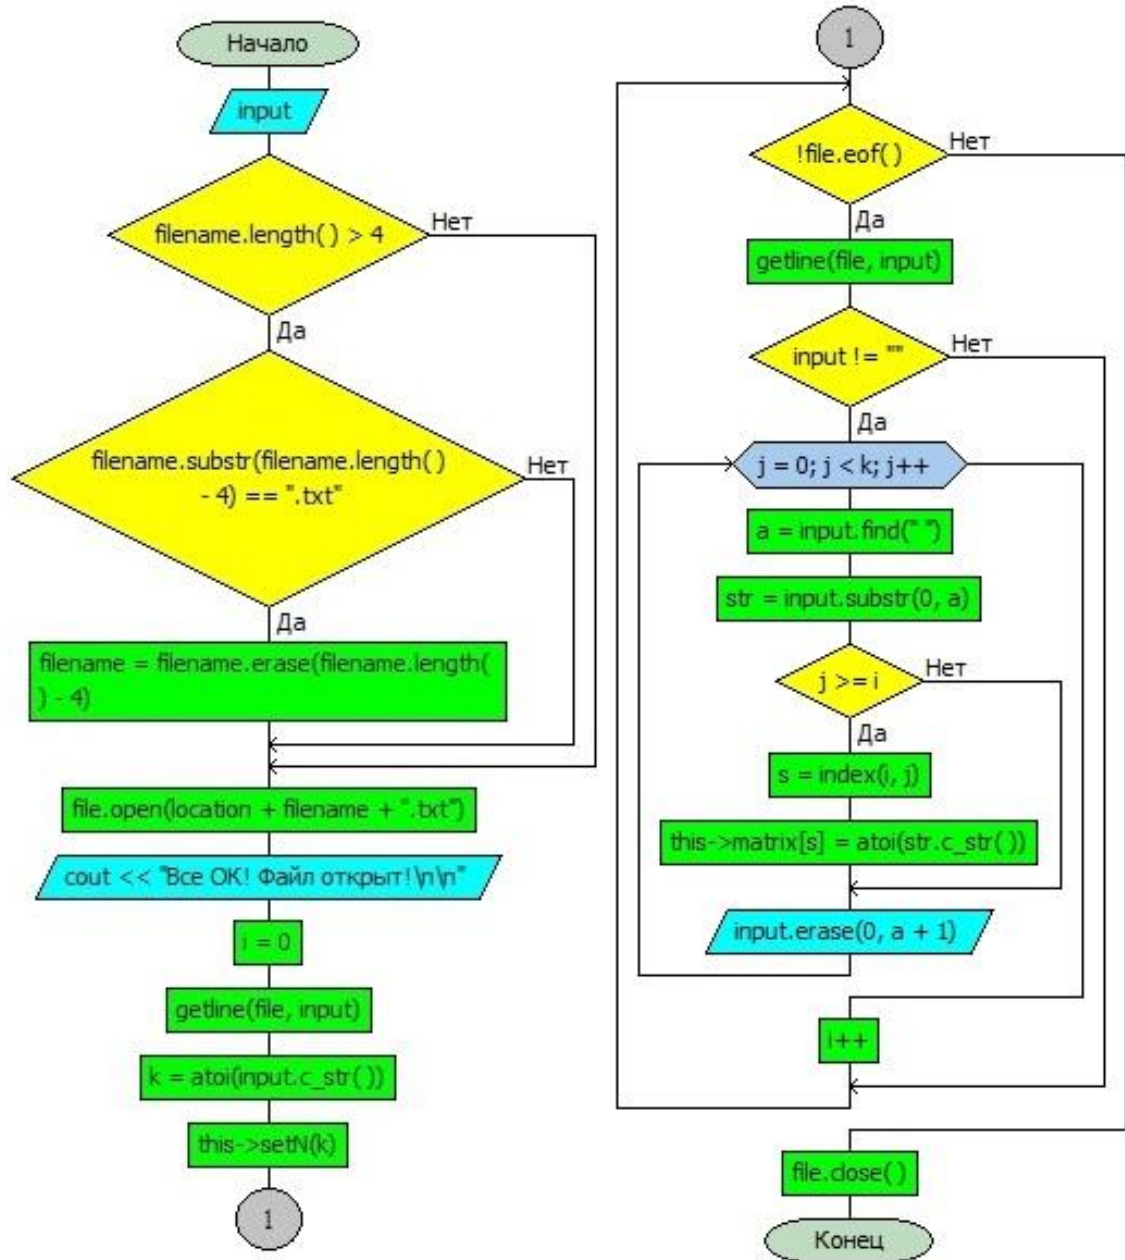 Начало
input
filename.length() > 4
Нет
Да
filename.substr(filename.length()
- 4) == ".txt"
Нет
Да
filename = filename.erase(filename.length(
) - 4)
file.open(location + filename + ".txt")
cout << "Все OK! Файл открыт!\n\n"
i = 0
getline(file, input)
k = atoi(input.c_str())
this->setN(k)
1
1
!file.eof()
Нет
Да
getline(file, input)
input != ""
Нет
Да
j = 0; j < k; j++
a = input.find(" ")
str = input.substr(0, a)
j >= i
Нет
Да
s = index(i, j)
this->matrix[s] = atoi(str.c_str())
input.erase(0, a + 1)
i++
file.close()
Конец